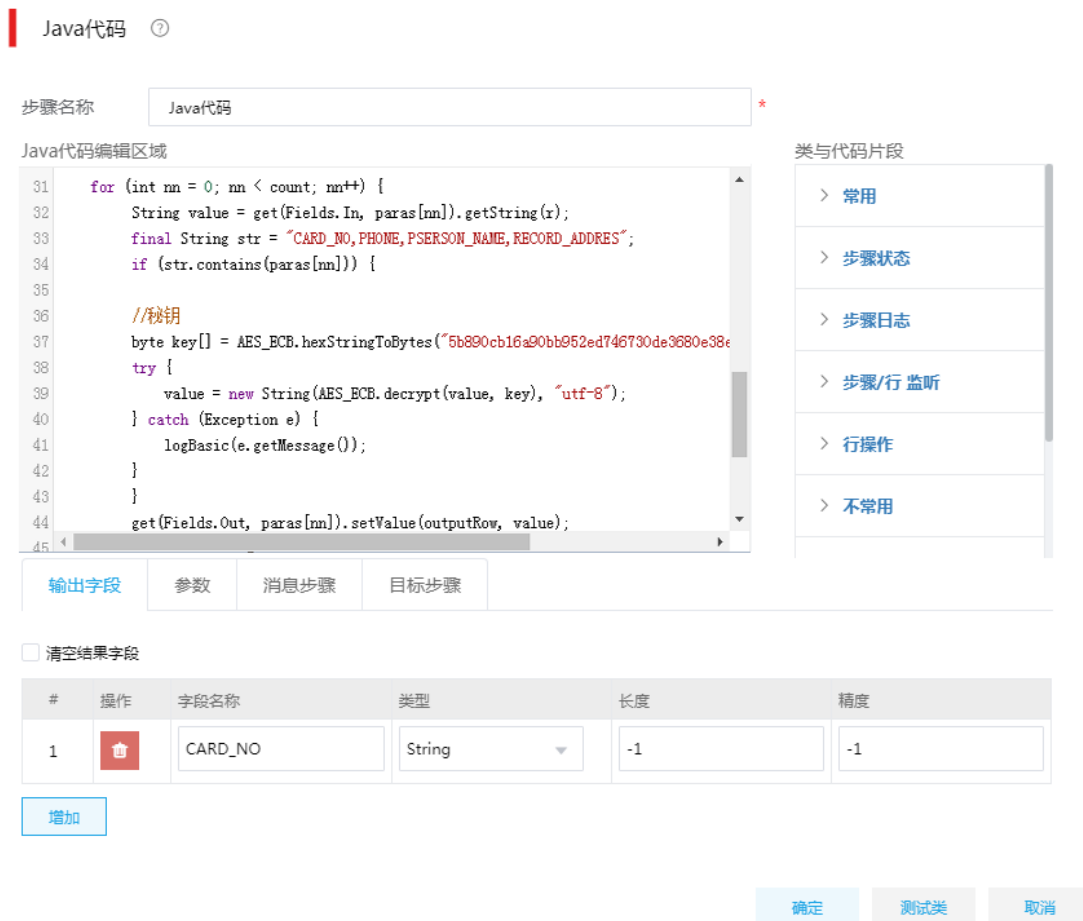 Java代码
步骤名称
Java代码
*
Java代码编辑区域
类与代码片段
31 for (int nn = 0; nn < count; nn++) {
32 String value = get(Fields.In, paras[nn]).getString(r);
33 final String str = "CARD_NO,PHONE,PSERSON_NAME,RECORD_ADDRES";
34 if (str.contains(paras[nn])) {
35
36 //秘钥
37 byte key[] = AES_ECB.hexStringToBytes("5b890cb16a90bb952ed746730de3680e38e
38 try {
39 value = new String(AES_ECB.decrypt(value, key), "utf-8");
40 } catch (Exception e) {
41 logBasic(e.getMessage());
42 }
43 }
44 get(Fields.Out, paras[nn]).setValue(outputRow, value);
45
常用
步骤状态
步骤日志
步骤/行 监听
行操作
不常用
输出字段 参数 消息步骤 目标步骤
清空结果字段
# 操作 字段名称 类型 长度 精度
1 CARD_NO String -1 -1
增加
确定 测试类 取消